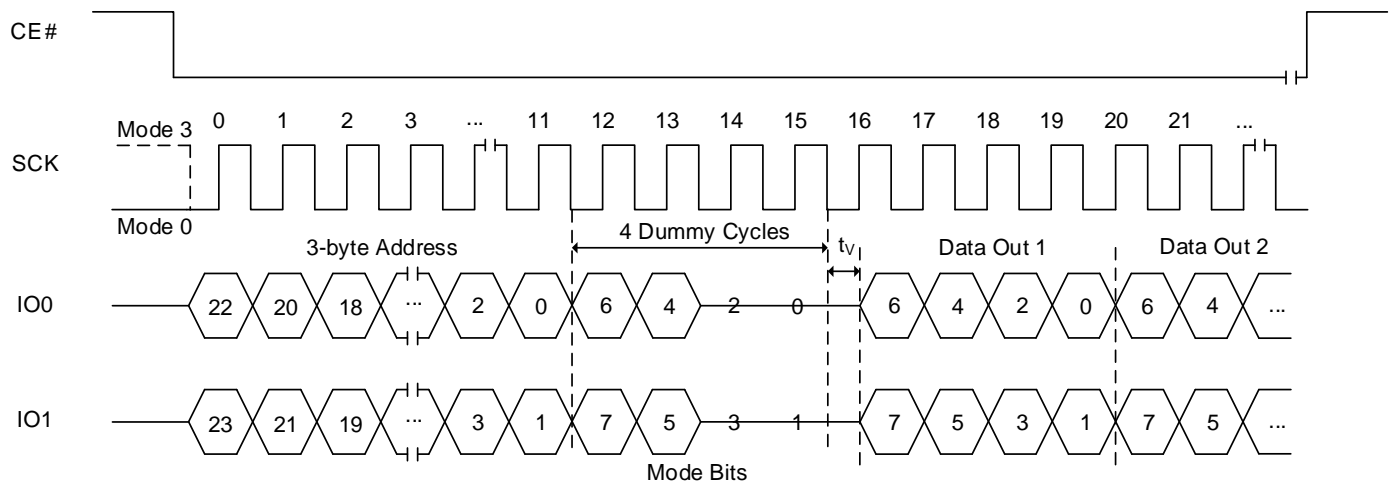 CE#
Mode 3 0 1 2 3 ... 11 12 13 14 15 16 17 18 19 20 21 ...
SCK
Mode 0
3-byte Address 4 Dummy Cycles tV Data Out 1 Data Out 2
IO0 22 20 18 ... 2 0 6 4 2 0 6 4 2 0 6 4 ...
IO1 23 21 19 ... 3 1 7 5 3 1 7 5 3 1 7 5 ...
Mode Bits